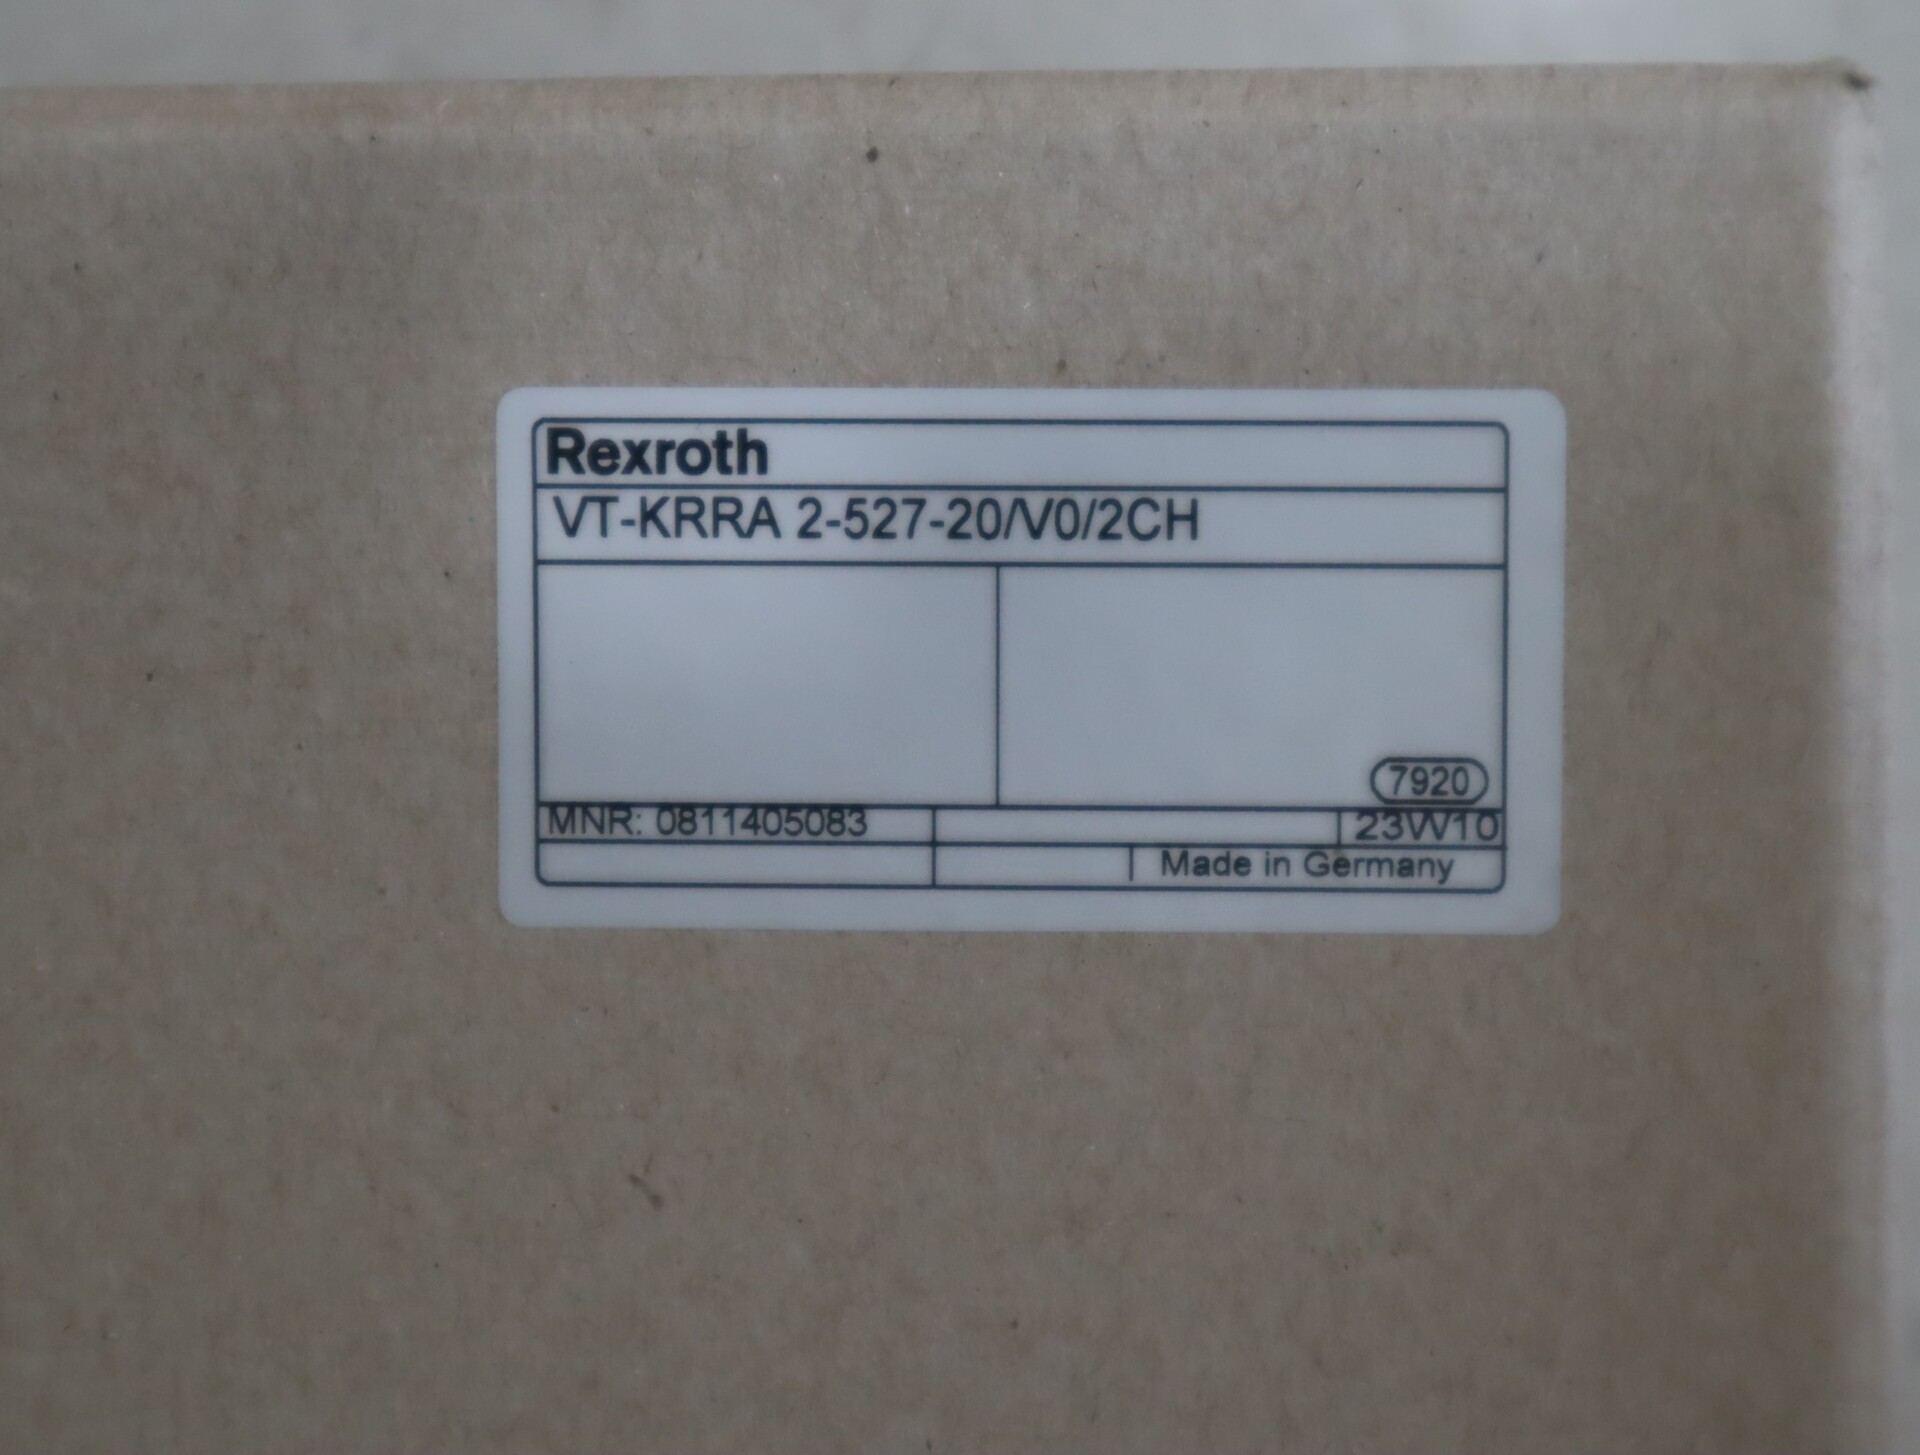 Rexroth
VT-KRRA 2-527-20/V0/2CH
7920
MNR: 0811405083
23W10
Made in Germany